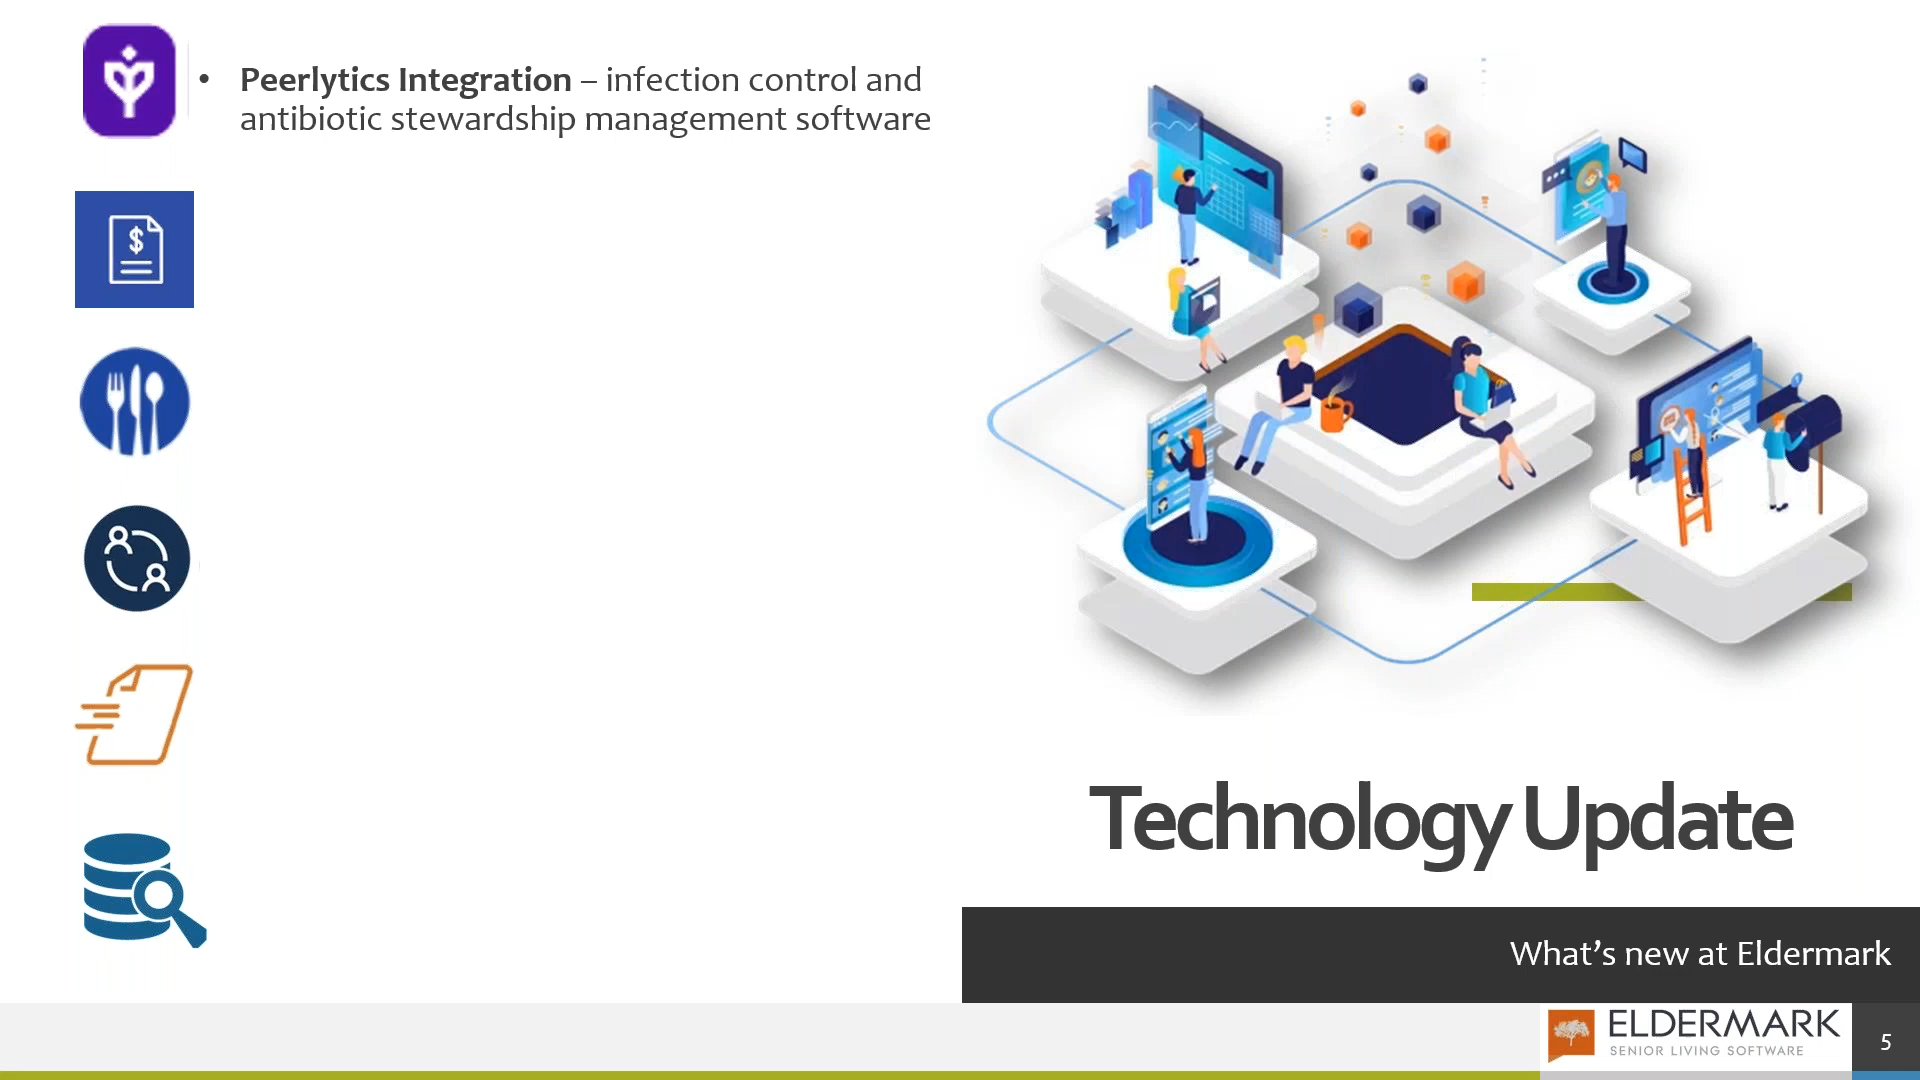 • Peerlytics Integration – infection control and
antibiotic stewardship management software
$
Technology Update
What’s new at Eldermark
ELDERMARK
SENIOR LIVING SOFTWARE
5